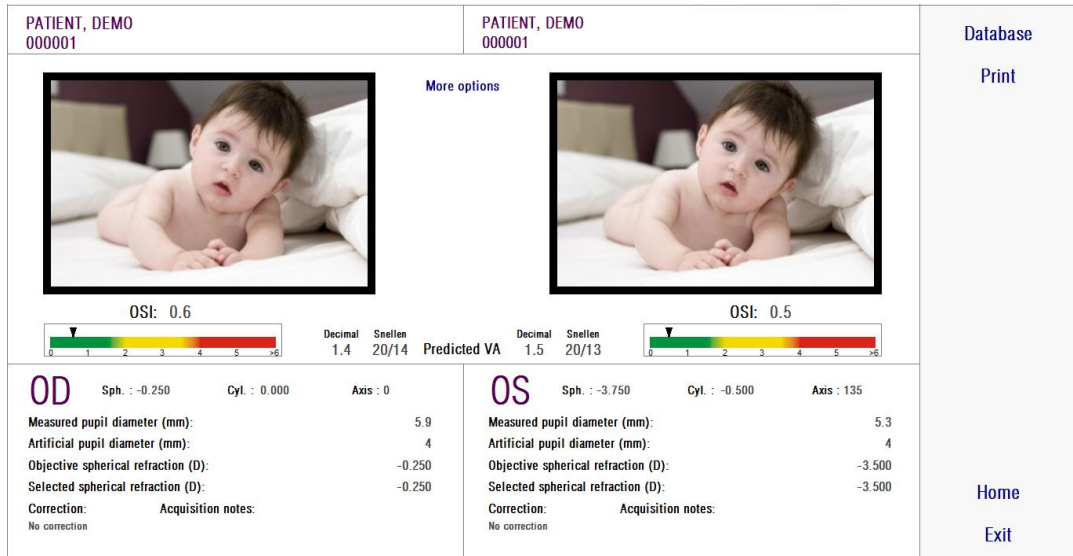 PATIENT, DEMO
000001
PATIENT, DEMO
000001
Database
Print
More options
OSI: 0.6
0 1 2 3 4 5 >6
OSI: 0.5
0 1 2 3 4 5 >6
Decimal Snellen Decimal Snellen
1.4 20/14 Predicted VA 1.5 20/13
OD Sph. : -0.250 Cyl. : 0.000 Axis : 0
Measured pupil diameter (mm): 5.9
Artificial pupil diameter (mm): 4
Objective spherical refraction (D): -0.250
Selected spherical refraction (D): -0.250
Correction: Acquisition notes:
No correction
OS Sph. : -3.750 Cyl. : -0.500 Axis : 135
Measured pupil diameter (mm): 5.3
Artificial pupil diameter (mm): 4
Objective spherical refraction (D): -3.500
Selected spherical refraction (D): -3.500
Correction: Acquisition notes:
No correction
Home
Exit